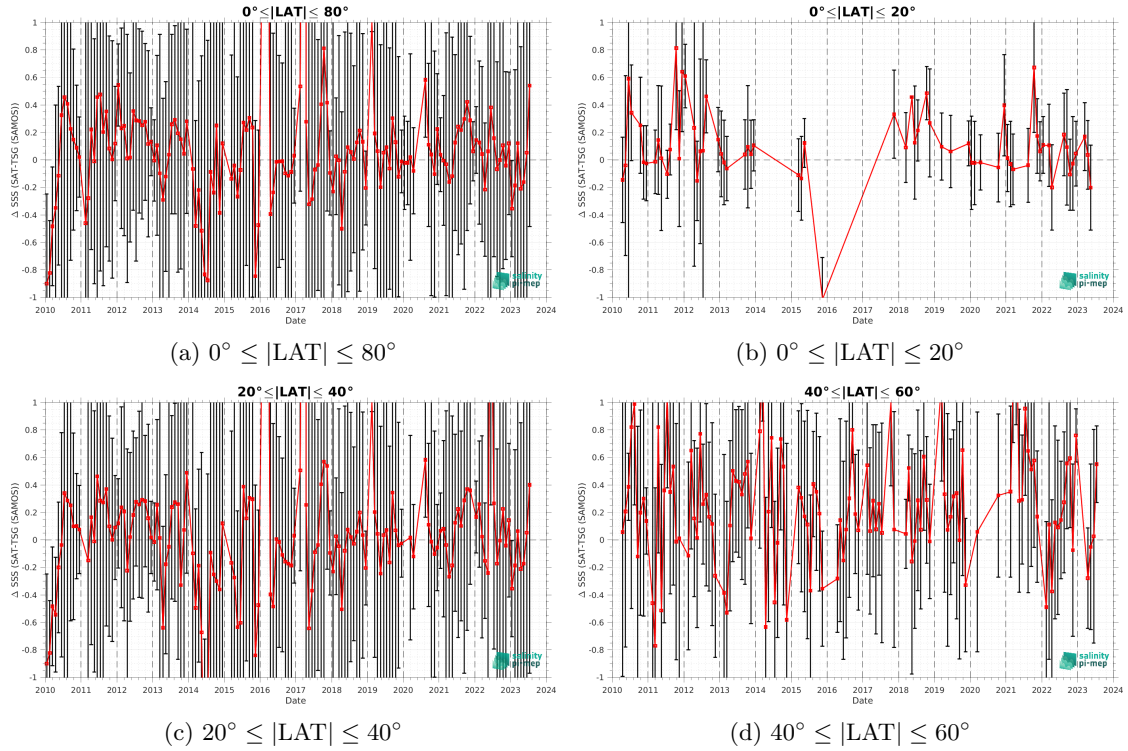 0°≤|LAT|≤ 80°
Δ SSS (SAT-TSG (SAMOS))
1
0.8
0.6
0.4
0.2
0
-0.2
-0.4
-0.6
-0.8
-1
2010 2011 2012 2013 2014 2015 2016 2017 2018 2019 2020 2021 2022 2023 2024
Date
salinity
pi-mep
(a) 0° ≤ |LAT| ≤ 80°
0°≤|LAT|≤ 20°
Δ SSS (SAT-TSG (SAMOS))
1
0.8
0.6
0.4
0.2
0
-0.2
-0.4
-0.6
-0.8
-1
2010 2011 2012 2013 2014 2015 2016 2017 2018 2019 2020 2021 2022 2023 2024
Date
salinity
pi-mep
(b) 0° ≤ |LAT| ≤ 20°
20°≤|LAT|≤ 40°
Δ SSS (SAT-TSG (SAMOS))
1
0.8
0.6
0.4
0.2
0
-0.2
-0.4
-0.6
-0.8
-1
2010 2011 2012 2013 2014 2015 2016 2017 2018 2019 2020 2021 2022 2023 2024
Date
salinity
pi-mep
(c) 20° ≤ |LAT| ≤ 40°
40°≤|LAT|≤ 60°
Δ SSS (SAT-TSG (SAMOS))
1
0.8
0.6
0.4
0.2
0
-0.2
-0.4
-0.6
-0.8
-1
2010 2011 2012 2013 2014 2015 2016 2017 2018 2019 2020 2021 2022 2023 2024
Date
salinity
pi-mep
(d) 40° ≤ |LAT| ≤ 60°